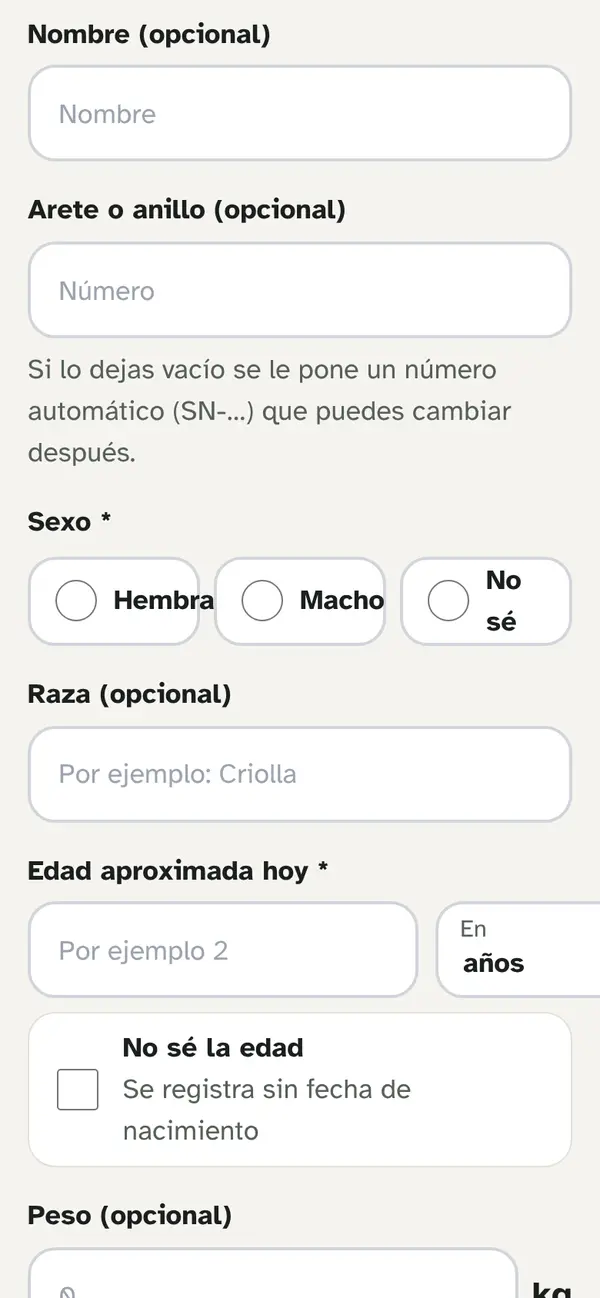 Nombre (opcional)
Nombre
Arete o anillo (opcional)
Número
Si lo dejas vacío se le pone un número
automático (SN-...) que puedes cambiar
después.
Sexo *
Hembra
Macho
No
sé
Raza (opcional)
Por ejemplo: Criolla
Edad aproximada hoy *
Por ejemplo 2
En
años
No sé la edad
Se registra sin fecha de
nacimiento
Peso (opcional)
0
kg